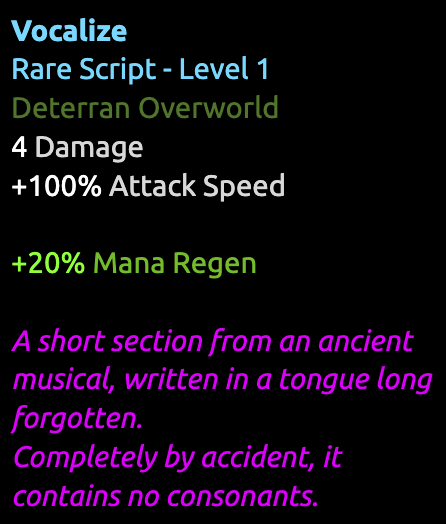 Vocalize
Rare Script - Level 1
Deterran Overworld
4 Damage
+100% Attack Speed
+20% Mana Regen
A short section from an ancient
musical, written in a tongue long
forgotten.
Completely by accident, it
contains no consonants.